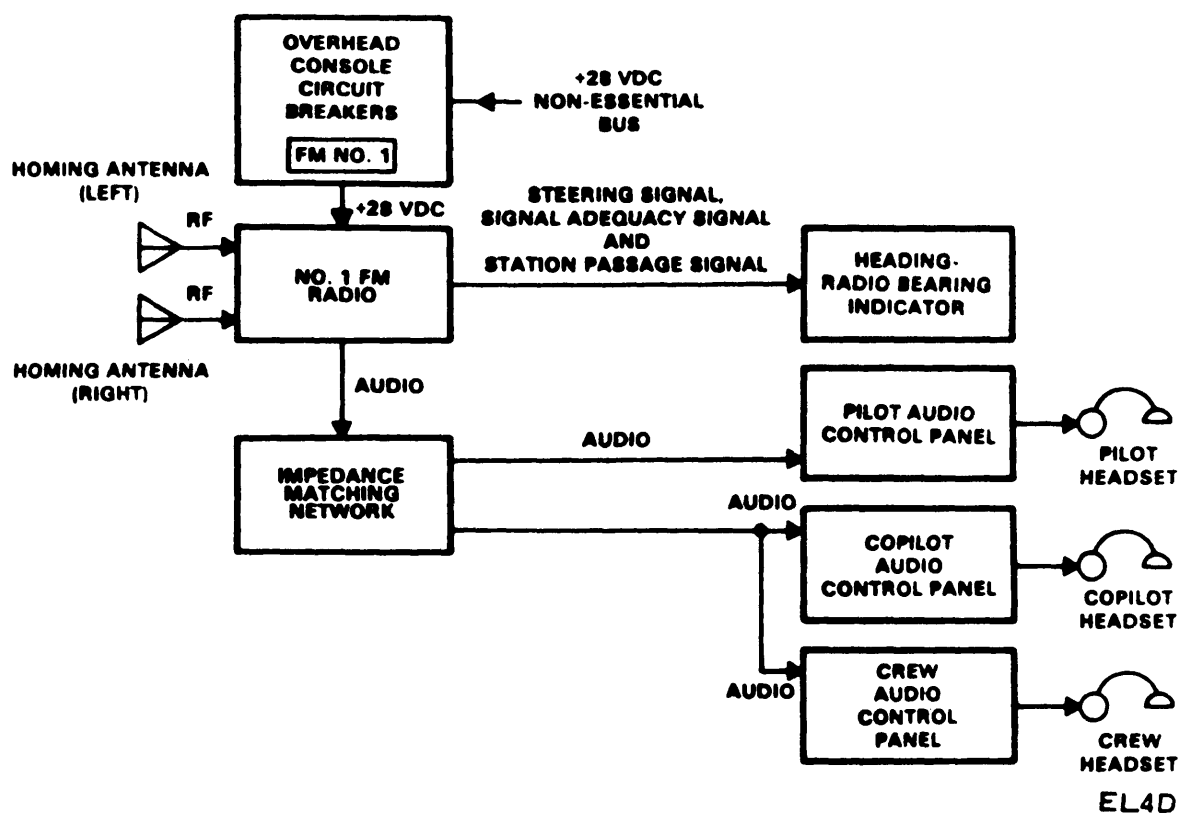 OVERHEAD
CONSOLE
CIRCUIT
BREAKERS
FM NO. 1
+28 VDC
NON-ESSENTIAL
BUS
HOMING ANTENNA
(LEFT)
RF
+28 VDC
STEERING SIGNAL,
SIGNAL ADEQUACY SIGNAL
AND
STATION PASSAGE SIGNAL
NO. 1 FM
RADIO
HEADING-
RADIO BEARING
INDICATOR
RF
HOMING ANTENNA
(RIGHT)
AUDIO
IMPEDANCE
MATCHING
NETWORK
AUDIO
PILOT AUDIO
CONTROL PANEL
PILOT
HEADSET
AUDIO
COPILOT
AUDIO
CONTROL PANEL
COPILOT
HEADSET
AUDIO
CREW
AUDIO
CONTROL
PANEL
CREW
HEADSET
EL4D